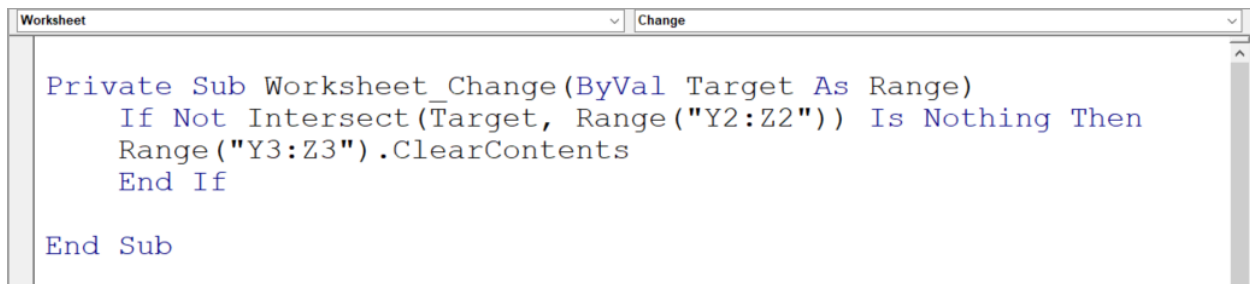 Worksheet
Change
Private Sub Worksheet_Change(ByVal Target As Range)
If Not Intersect(Target, Range("Y2:Z2")) Is Nothing Then
Range("Y3:Z3").ClearContents
End If
End Sub